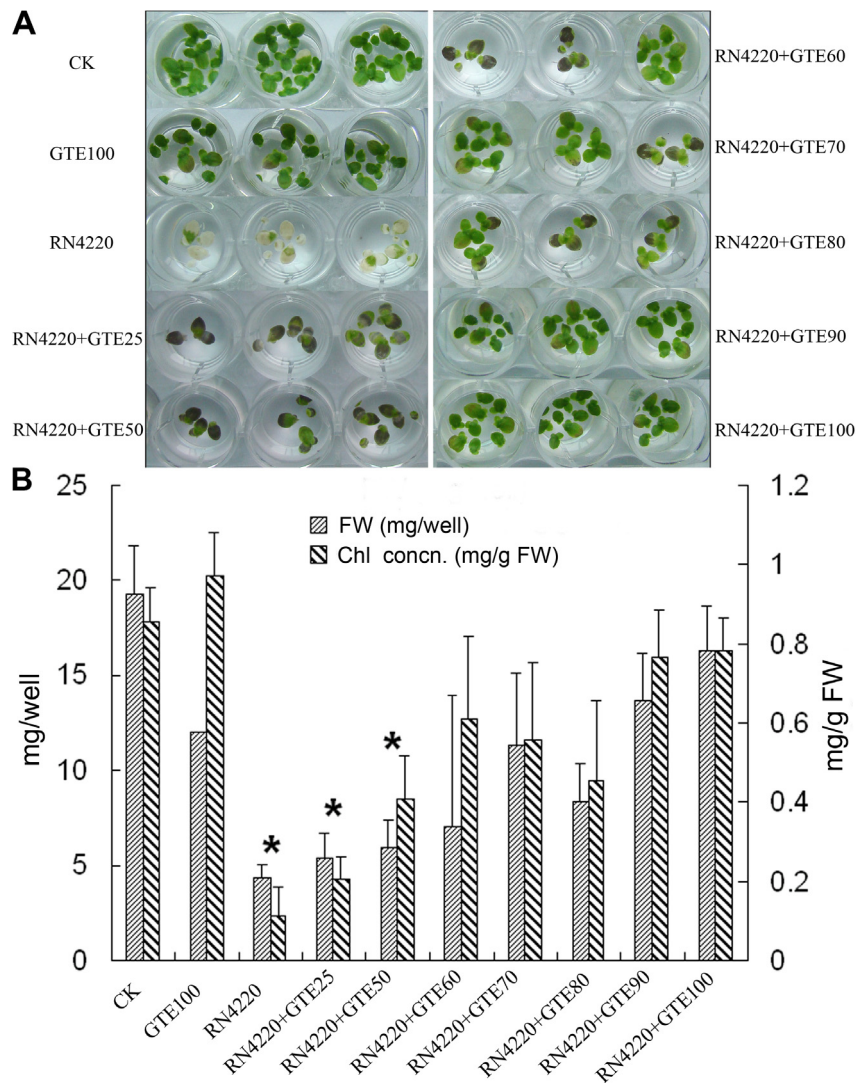 A
CK
GTE100
RN4220
RN4220+GTE25
RN4220+GTE50
RN4220+GTE60
RN4220+GTE70
RN4220+GTE80
RN4220+GTE90
RN4220+GTE100
B
25
20
15
10
5
0
mg/well
FW (mg/well)
Chl concn. (mg/g FW)
*
*
*
1.2
1
0.8
0.6
0.4
0.2
0
mg/g FW
CK
GTE100
RN4220
RN4220+GTE25
RN4220+GTE50
RN4220+GTE60
RN4220+GTE70
RN4220+GTE80
RN4220+GTE90
RN4220+GTE100